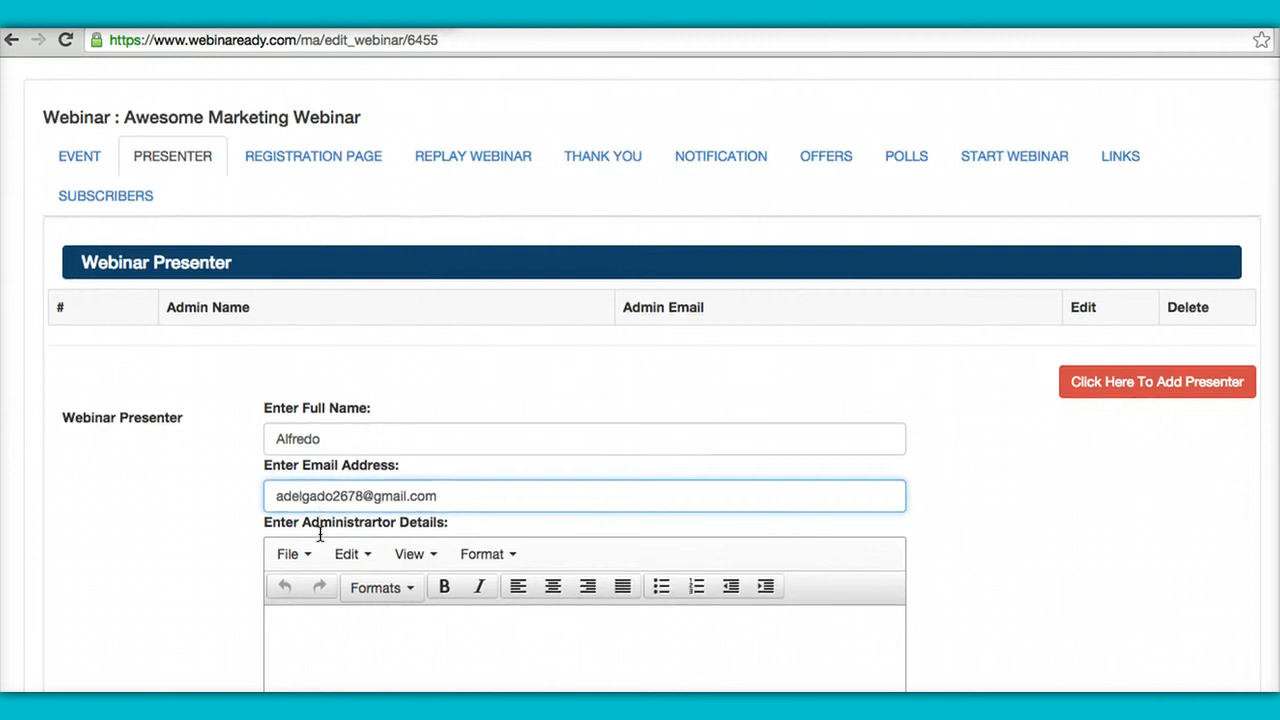 https://www.webinaready.com/ma/edit_webinar/6455
Webinar : Awesome Marketing Webinar
EVENT PRESENTER REGISTRATION PAGE REPLAY WEBINAR THANK YOU NOTIFICATION OFFERS POLLS START WEBINAR LINKS
SUBSCRIBERS
Webinar Presenter
# Admin Name Admin Email Edit Delete
Click Here To Add Presenter
Webinar Presenter
Enter Full Name:
Alfredo
Enter Email Address:
adelgado2678@gmail.com
Enter Administrartor Details:
File Edit View Format
Formats B I